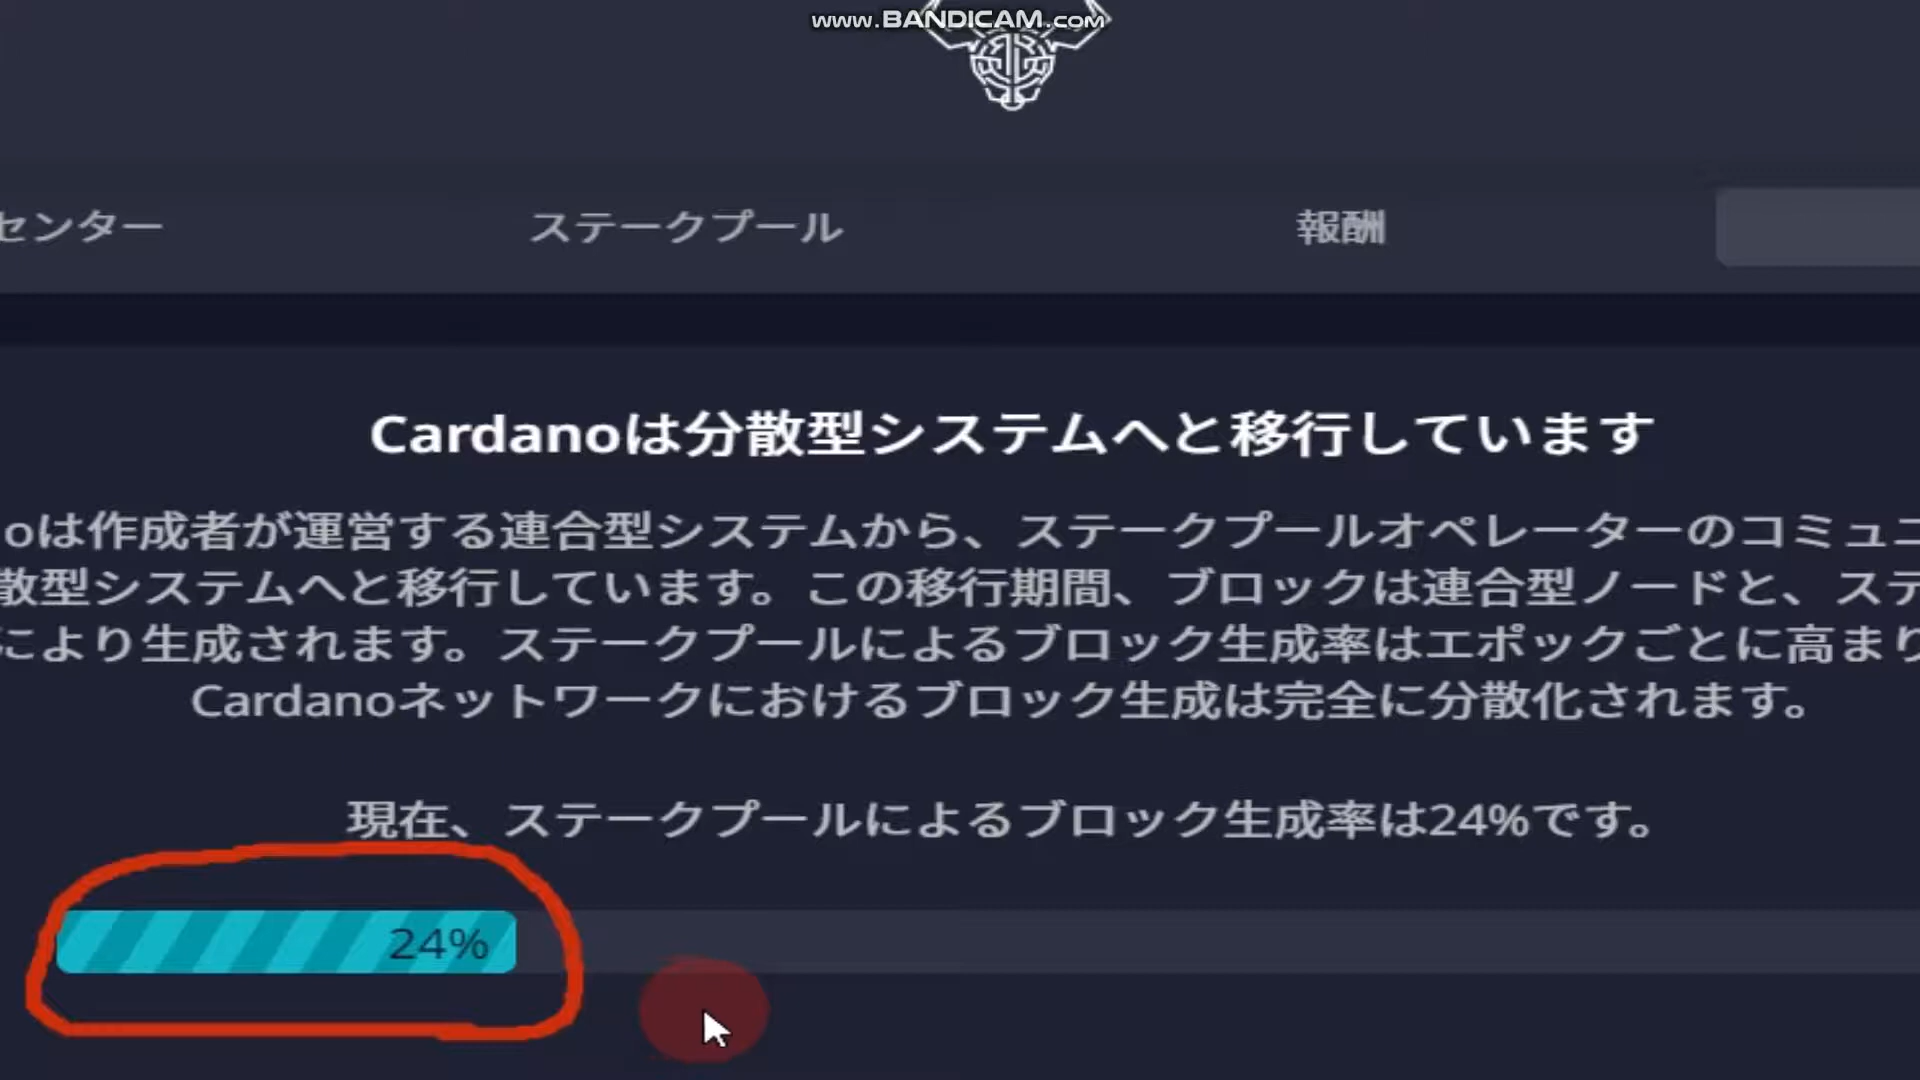 www.BANDICAM.com
センター
ステークプール
報酬
Cardanoは分散型システムへと移行しています
oは作成者が運営する連合型システムから、ステークプールオペレーターのコミュニ
散型システムへと移行しています。この移行期間、ブロックは連合型ノードと、ステ
により生成されます。ステークプールによるブロック生成率はエポックごとに高まり
Cardanoネットワークにおけるブロック生成は完全に分散化されます。
現在、ステークプールによるブロック生成率は24%です。
24%